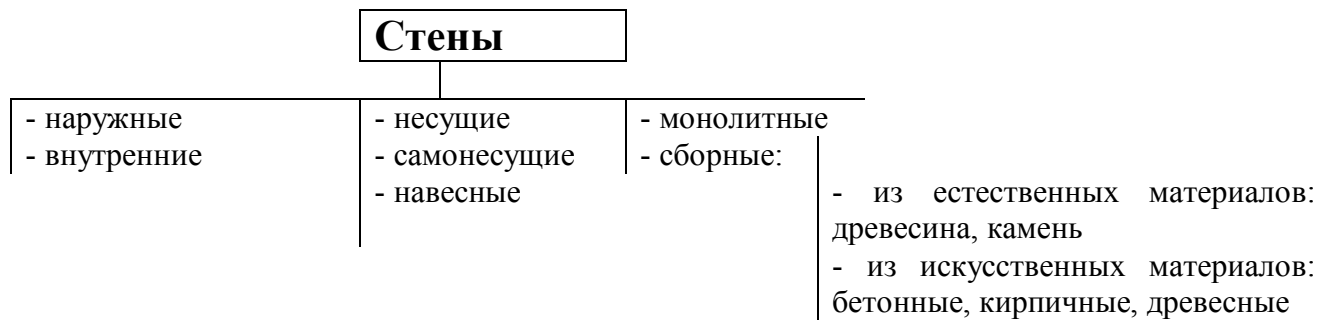 Стены
- наружные
- внутренние
- несущие
- самонесущие
- навесные
- монолитные
- сборные:
- из естественных материалов:
древесина, камень
- из искусственных материалов:
бетонные, кирпичные, древесные